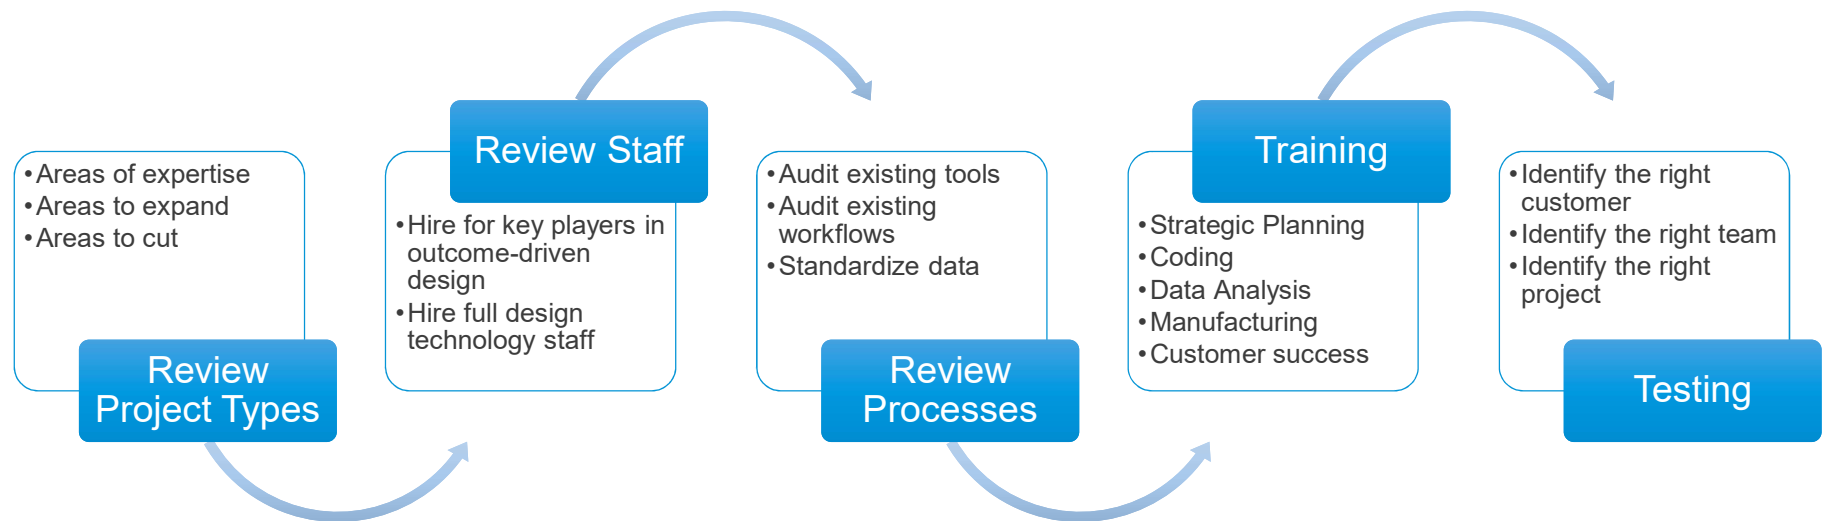 •Areas of expertise
•Areas to expand
•Areas to cut
Review
Project Types
Review Staff
•Hire for key players in
outcome-driven
design
•Hire full design
technology staff
•Audit existing tools
•Audit existing
workflows
•Standardize data
Review
Processes
Training
•Strategic Planning
•Coding
•Data Analysis
•Manufacturing
•Customer success
•Identify the right
customer
•Identify the right team
•Identify the right
project
Testing